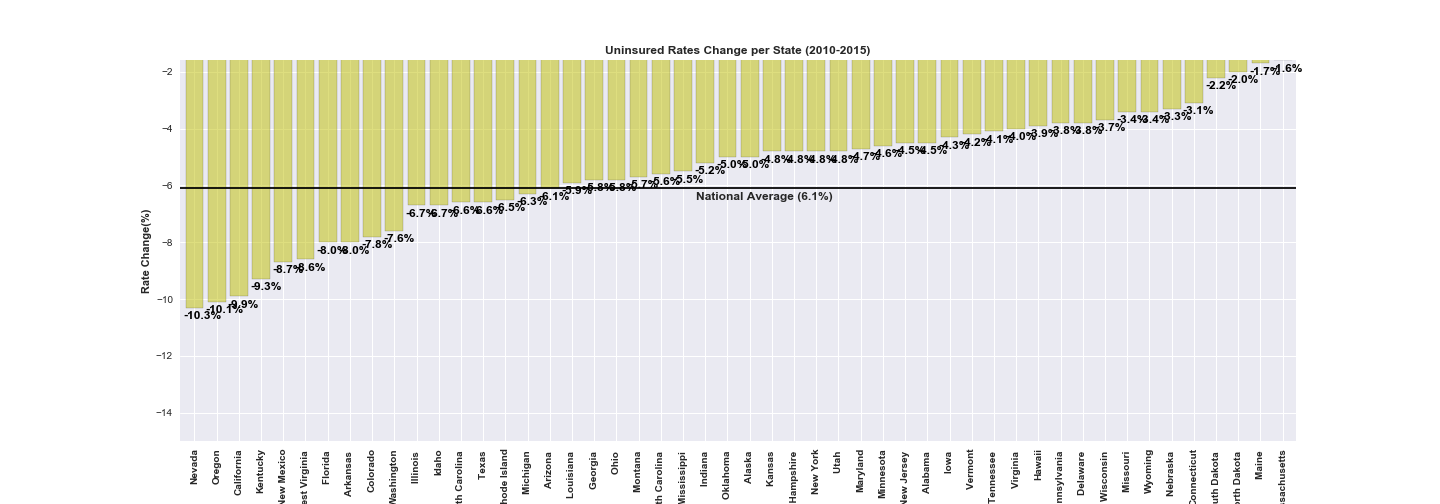 Uninsured Rates Change per State (2010-2015)
Rate Change(%)
−2
−4
−6
−8
−10
−12
−14
-10.3%
-10.1%
-9.9%
-9.3%
-8.7%
-8.6%
-8.0%
-8.0%
-7.8%
-7.6%
-6.7%
-6.7%
-6.6%
-6.6%
-6.5%
-6.3%
-6.1%
-5.9%
-5.8%
-5.8%
-5.7%
-5.6%
-5.5%
-5.2%
-5.0%
-5.0%
-4.8%
-4.8%
-4.8%
-4.8%
-4.7%
-4.6%
-4.5%
-4.5%
-4.3%
-4.2%
-4.1%
-4.0%
-3.9%
-3.8%
-3.8%
-3.7%
-3.4%
-3.4%
-3.3%
-3.1%
-2.2%
-2.0%
-1.7%
-1.6%
National Average (6.1%)
Nevada
Oregon
California
Kentucky
New Mexico
est Virginia
Florida
Arkansas
Colorado
Washington
Illinois
Idaho
th Carolina
Texas
hode Island
Michigan
Arizona
Louisiana
Georgia
Ohio
Montana
th Carolina
Mississippi
Indiana
Oklahoma
Alaska
Kansas
Hampshire
New York
Utah
Maryland
Minnesota
New Jersey
Alabama
Iowa
Vermont
Tennessee
Virginia
Hawaii
nnsylvania
Delaware
Wisconsin
Missouri
Wyoming
Nebraska
Connecticut
outh Dakota
orth Dakota
Maine
sachusetts